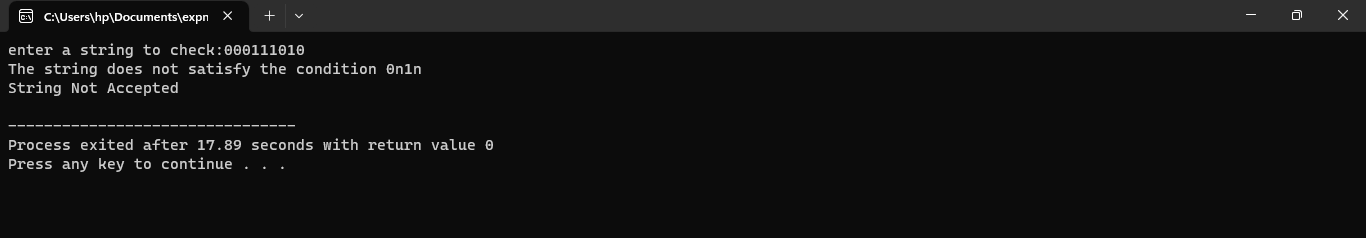 C:\Users\hp\Documents\expn
enter a string to check:000111010
The string does not satisfy the condition 0n1n
String Not Accepted
--------------------------------
Process exited after 17.89 seconds with return value 0
Press any key to continue . . .